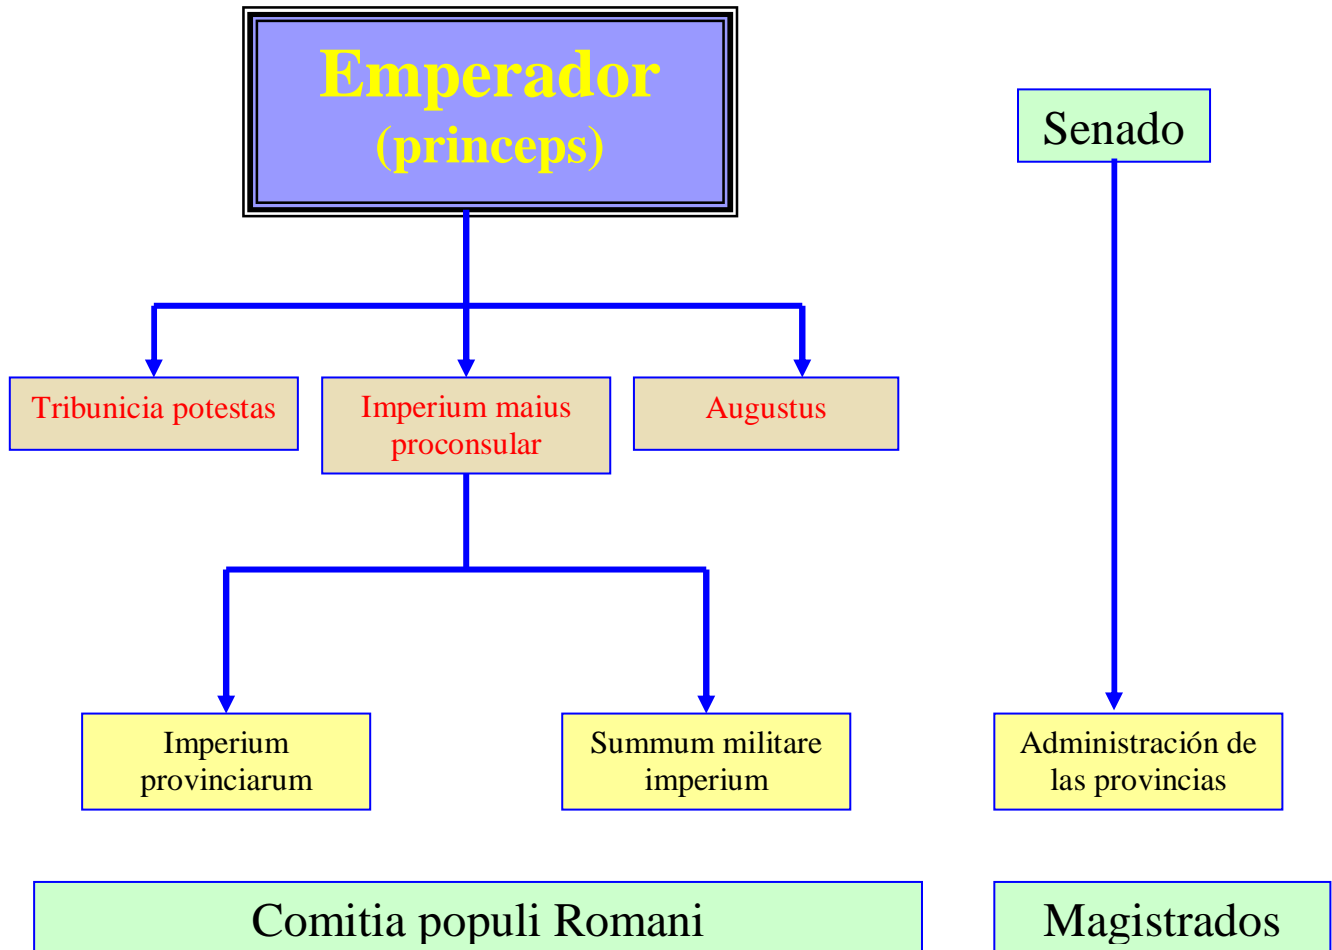 Emperador
(princeps)
Senado
Tribunicia potestas
Imperium maius
proconsular
Augustus
Imperium
provinciarum
Summum militare
imperium
Administración de
las provincias
Comitia populi Romani
Magistrados